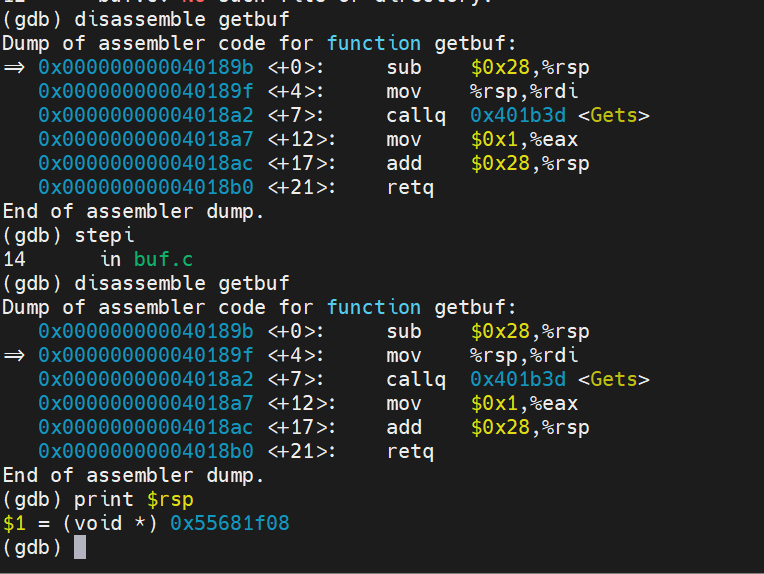 (gdb) disassemble getbuf
Dump of assembler code for function getbuf:
=> 0x000000000040189b <+0>: sub $0x28,%rsp
0x000000000040189f <+4>: mov %rsp,%rdi
0x00000000004018a2 <+7>: callq 0x401b3d <Gets>
0x00000000004018a7 <+12>: mov $0x1,%eax
0x00000000004018ac <+17>: add $0x28,%rsp
0x00000000004018b0 <+21>: retq
End of assembler dump.
(gdb) stepi
14 in buf.c
(gdb) disassemble getbuf
Dump of assembler code for function getbuf:
0x000000000040189b <+0>: sub $0x28,%rsp
=> 0x000000000040189f <+4>: mov %rsp,%rdi
0x00000000004018a2 <+7>: callq 0x401b3d <Gets>
0x00000000004018a7 <+12>: mov $0x1,%eax
0x00000000004018ac <+17>: add $0x28,%rsp
0x00000000004018b0 <+21>: retq
End of assembler dump.
(gdb) print $rsp
$1 = (void *) 0x55681f08
(gdb)